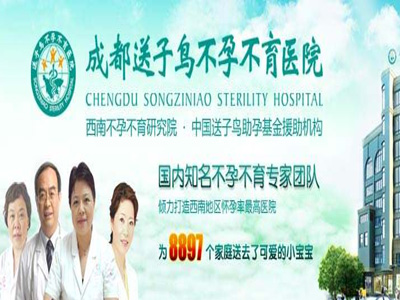 成都送子鸟不孕不育医院
CHENGDU SONGZINIAO STERILITY HOSPITAL
西南不孕不育研究院 · 中国送子鸟助孕基金援助机构
国内知名不孕不育专家团队
倾力打造西南地区怀孕率最高医院
为8897个家庭送去了可爱的小宝宝